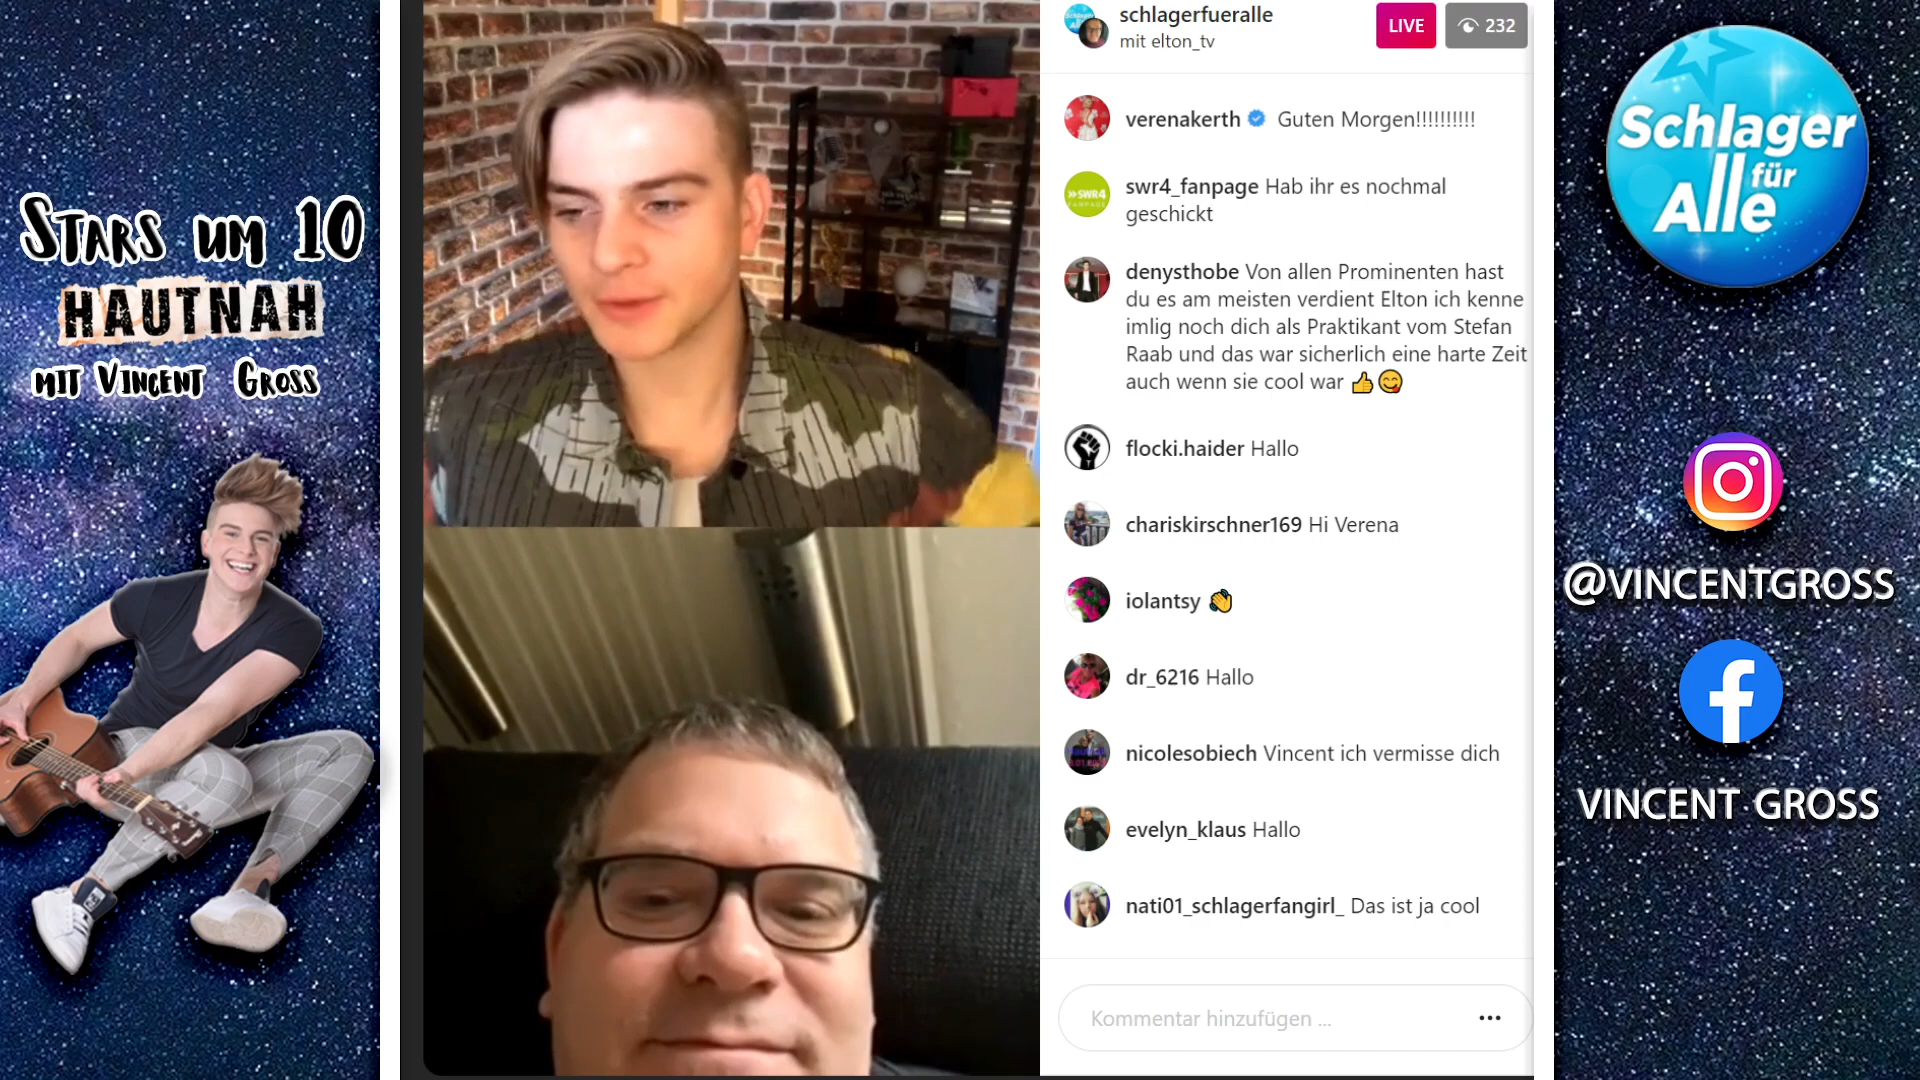 STARS UM 10
HAUTNAH
MIT VINCENT GROSS
schlagerfueralle
mit elton_tv
LIVE
232
verenakerth Guten Morgen!!!!!!!!!!
swr4_fanpage Hab ihr es nochmal
geschickt
denysthobe Von allen Prominenten hast
du es am meisten verdient Elton ich kenne
imlig noch dich als Praktikant vom Stefan
Raab und das war sicherlich eine harte Zeit
auch wenn sie cool war 👍😋
flocki.haider Hallo
chariskirschner169 Hi Verena
iolantsy 👏
dr_6216 Hallo
nicolesobiech Vincent ich vermisse dich
evelyn_klaus Hallo
nati01_schlagerfangirl_ Das ist ja cool
Kommentar hinzufügen ...
»SWR4
FANPAGE
Schlager
für
Alle
@VINCENTGROSS
VINCENT GROSS